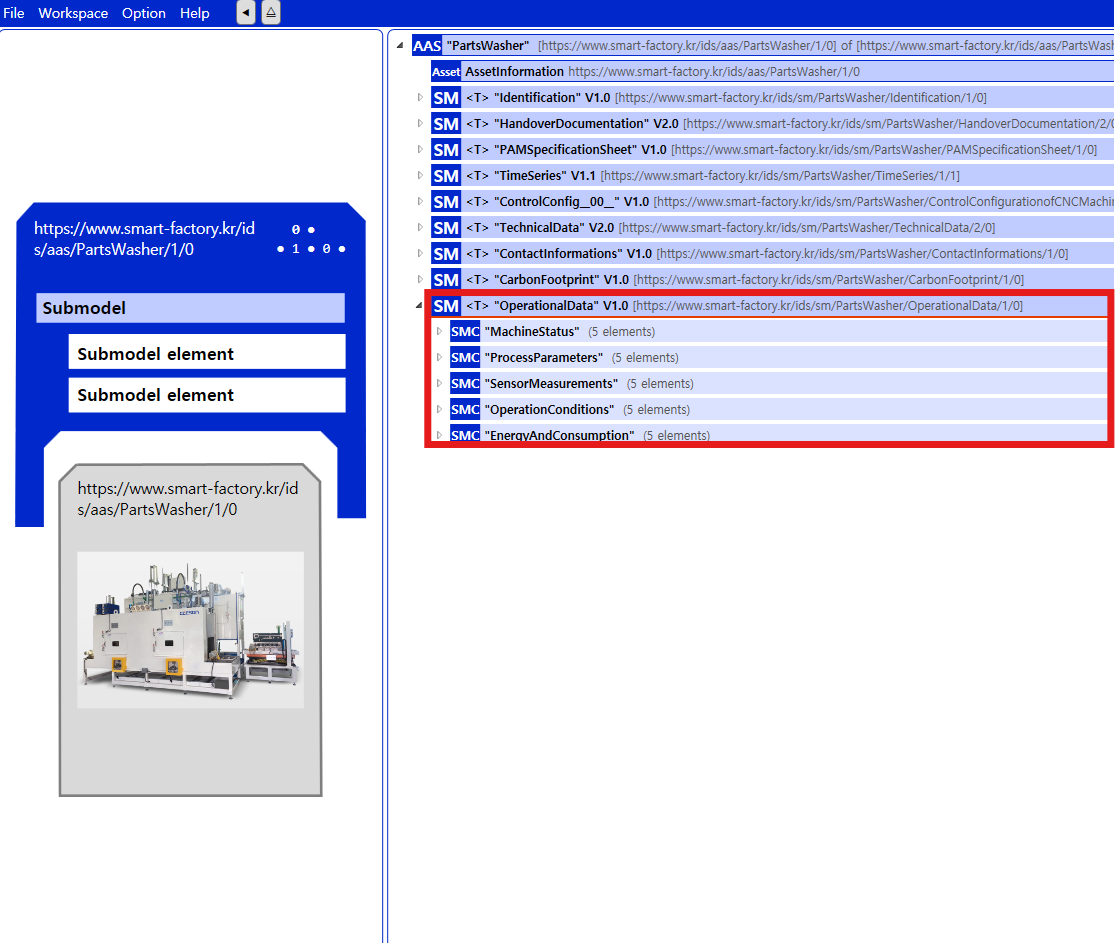 File Workspace Option Help
https://www.smart-factory.kr/id
s/aas/PartsWasher/1/0
0 ●
● 1 ● 0 ●
Submodel
Submodel element
Submodel element
https://www.smart-factory.kr/id
s/aas/PartsWasher/1/0
AAS "PartsWasher" [https://www.smart-factory.kr/ids/aas/PartsWasher/1/0] of [https://www.smart-factory.kr/ids/aas/PartsWash
Asset AssetInformation https://www.smart-factory.kr/ids/aas/PartsWasher/1/0
SM <T> "Identification" V1.0 [https://www.smart-factory.kr/ids/sm/PartsWasher/Identification/1/0]
SM <T> "HandoverDocumentation" V2.0 [https://www.smart-factory.kr/ids/sm/PartsWasher/HandoverDocumentation/2/0
SM <T> "PAMSpecificationSheet" V1.0 [https://www.smart-factory.kr/ids/sm/PartsWasher/PAMSpecificationSheet/1/0]
SM <T> "TimeSeries" V1.1 [https://www.smart-factory.kr/ids/sm/PartsWasher/TimeSeries/1/1]
SM <T> "ControlConfig__00__" V1.0 [https://www.smart-factory.kr/ids/sm/PartsWasher/ControlConfigurationofCNCMachin
SM <T> "TechnicalData" V2.0 [https://www.smart-factory.kr/ids/sm/PartsWasher/TechnicalData/2/0]
SM <T> "ContactInformations" V1.0 [https://www.smart-factory.kr/ids/sm/PartsWasher/ContactInformations/1/0]
SM <T> "CarbonFootprint" V1.0 [https://www.smart-factory.kr/ids/sm/PartsWasher/CarbonFootprint/1/0]
SM <T> "OperationalData" V1.0 [https://www.smart-factory.kr/ids/sm/PartsWasher/OperationalData/1/0]
SMC "MachineStatus" (5 elements)
SMC "ProcessParameters" (5 elements)
SMC "SensorMeasurements" (5 elements)
SMC "OperationConditions" (5 elements)
SMC "EnergyAndConsumption" (5 elements)